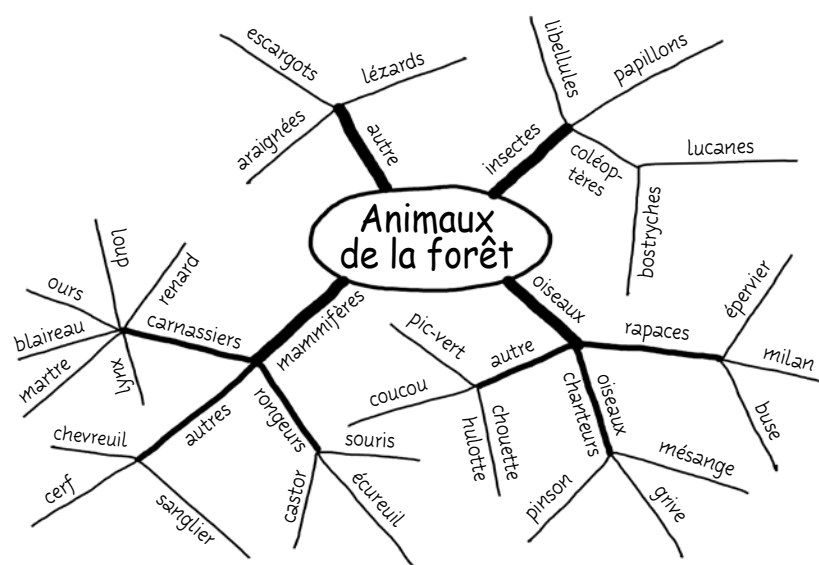 Animaux
de la forêt
autre
escargots
lézards
araignées
insectes
libellules
papillons
coléop-
tères
lucanes
bostryches
oiseaux
rapaces
épervier
milan
buse
oiseaux
chanteurs
mésange
grive
pinson
autre
pic-vert
coucou
chouette
hulotte
mammifères
carnassiers
loup
renard
ours
blaireau
martre
lynx
rongeurs
souris
écureuil
castor
autres
chevreuil
cerf
sanglier